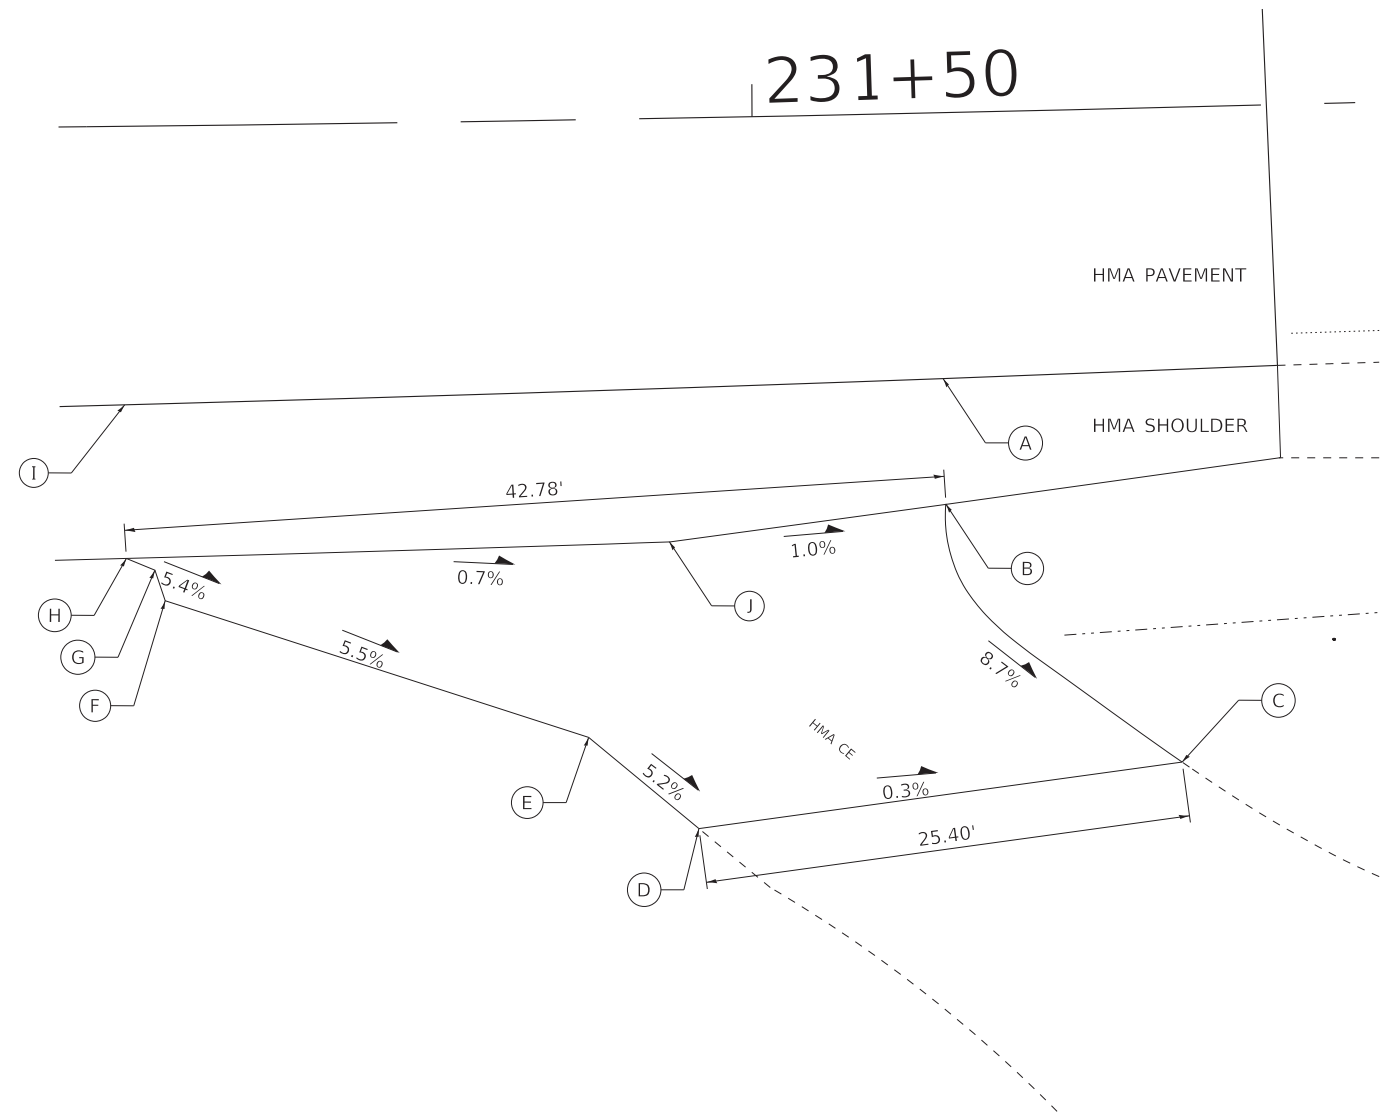 231+50
HMA PAVEMENT
A
HMA SHOULDER
I
42.78'
1.0%
B
0.7%
5.4%
H
J
G
5.5%
8.7%
F
C
HMA CE
5.2%
0.3%
E
25.40'
D